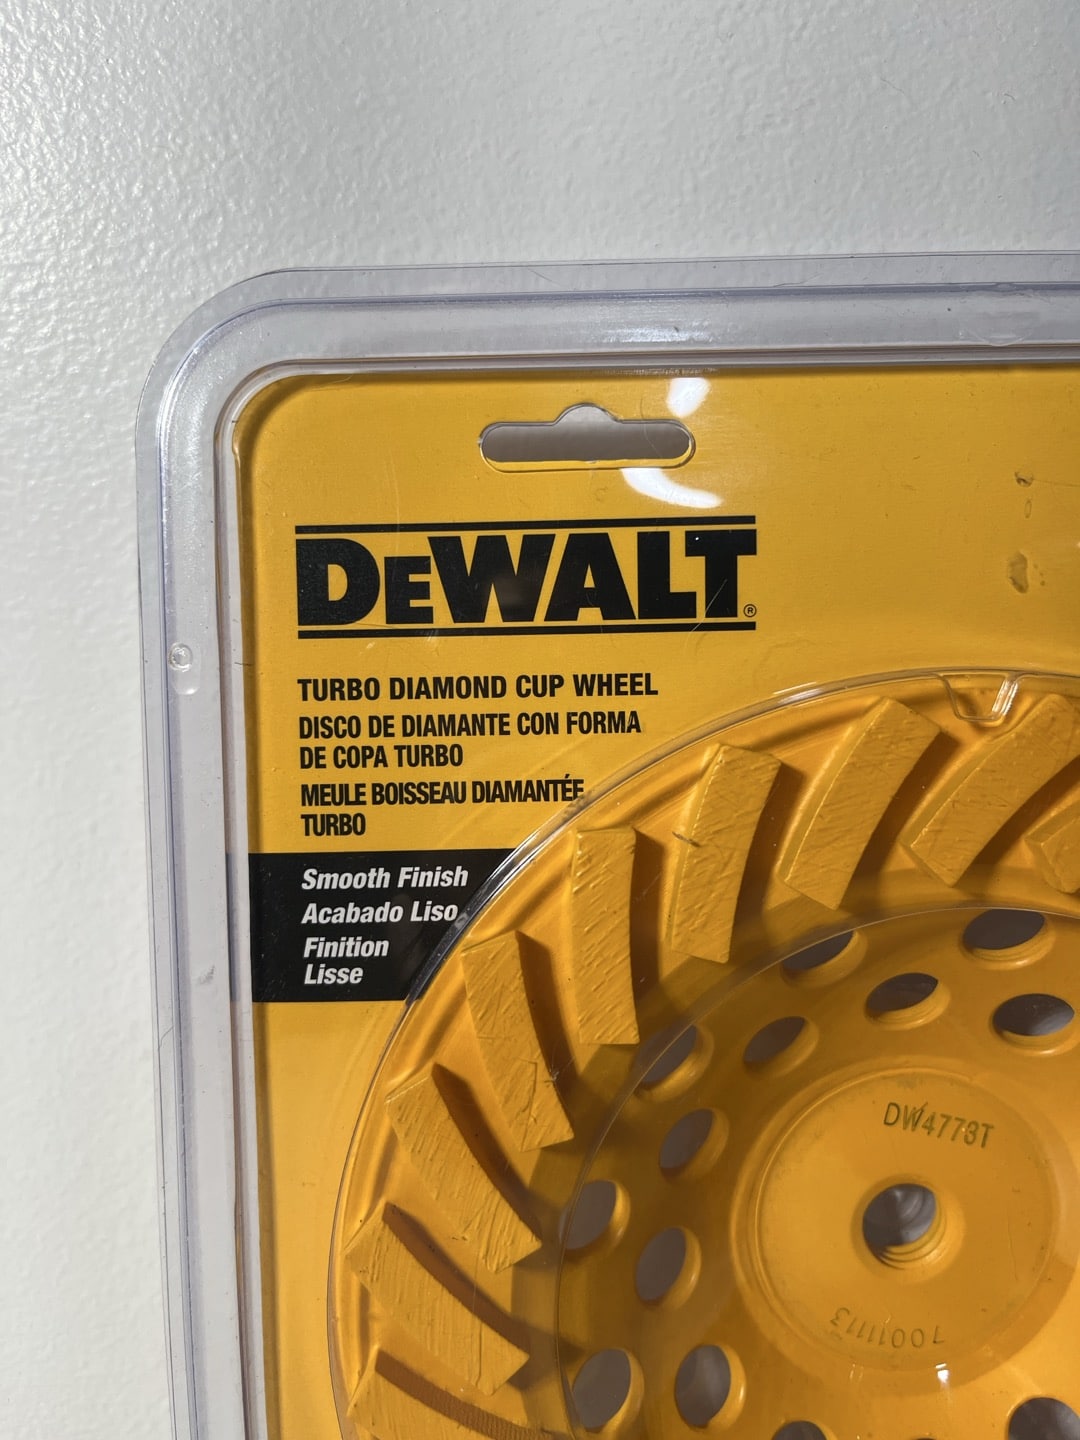 DEWALT®
TURBO DIAMOND CUP WHEEL
DISCO DE DIAMANTE CON FORMA
DE COPA TURBO
MEULE BOISSEAU DIAMANTÉE
TURBO
Smooth Finish
Acabado Liso
Finition
Lisse
DW4773T